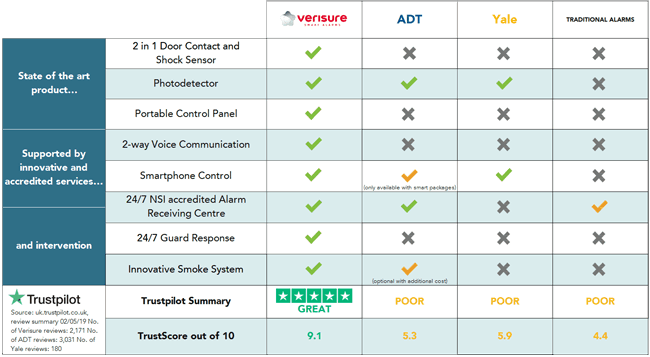 verisure
SMART ALARMS
ADT
Yale
TRADITIONAL ALARMS
State of the art
product...
2 in 1 Door Contact and
Shock Sensor
Photodetector
Portable Control Panel
Supported by
innovative and
accredited services...
2-way Voice Communication
Smartphone Control
(only available with smart packages)
24/7 NSI accredited Alarm
Receiving Centre
and intervention
24/7 Guard Response
Innovative Smoke System
(optional with additional cost)
Trustpilot
Source: uk.trustpilot.co.uk,
review summary 02/05/19 No.
of Verisure reviews: 2,171 No.
of ADT reviews: 3,031 No. of
Yale reviews: 180
Trustpilot Summary
GREAT
POOR
POOR
POOR
TrustScore out of 10
9.1
5.3
5.9
4.4